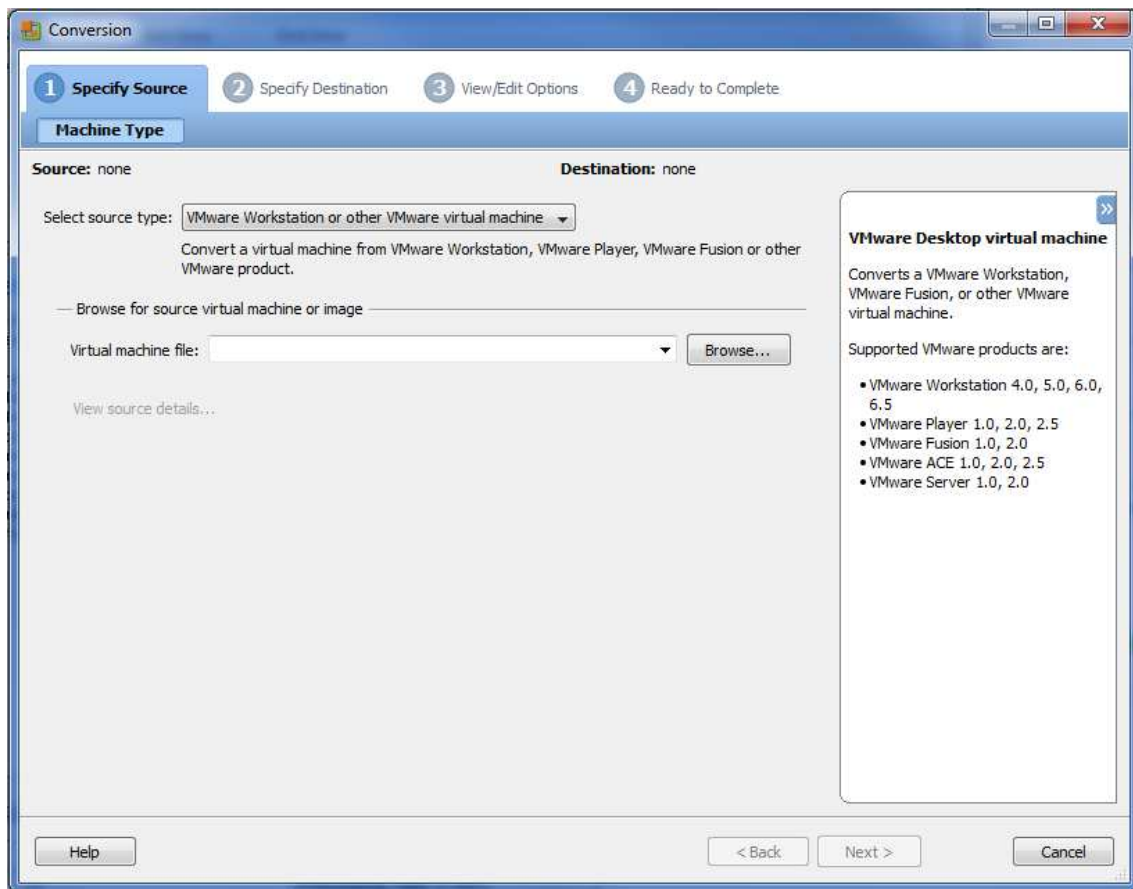 Conversion
1 Specify Source 2 Specify Destination 3 View/Edit Options 4 Ready to Complete
Machine Type
Source: none Destination: none
Select source type: VMware Workstation or other VMware virtual machine
Convert a virtual machine from VMware Workstation, VMware Player, VMware Fusion or other
VMware product.
Browse for source virtual machine or image
Virtual machine file: Browse...
View source details...
»
VMware Desktop virtual machine
Converts a VMware Workstation,
VMware Fusion, or other VMware
virtual machine.
Supported VMware products are:
• VMware Workstation 4.0, 5.0, 6.0,
6.5
• VMware Player 1.0, 2.0, 2.5
• VMware Fusion 1.0, 2.0
• VMware ACE 1.0, 2.0, 2.5
• VMware Server 1.0, 2.0
Help < Back Next > Cancel